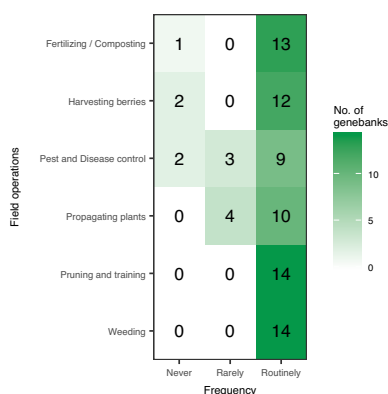 Fertilizing / Composting 1 0 13
Harvesting berries 2 0 12
Pest and Disease control 2 3 9
Propagating plants 0 4 10
Pruning and training 0 0 14
Weeding 0 0 14
Never Rarely Routinely
Frequency
Field operations
No. of
genebanks
10
5
0